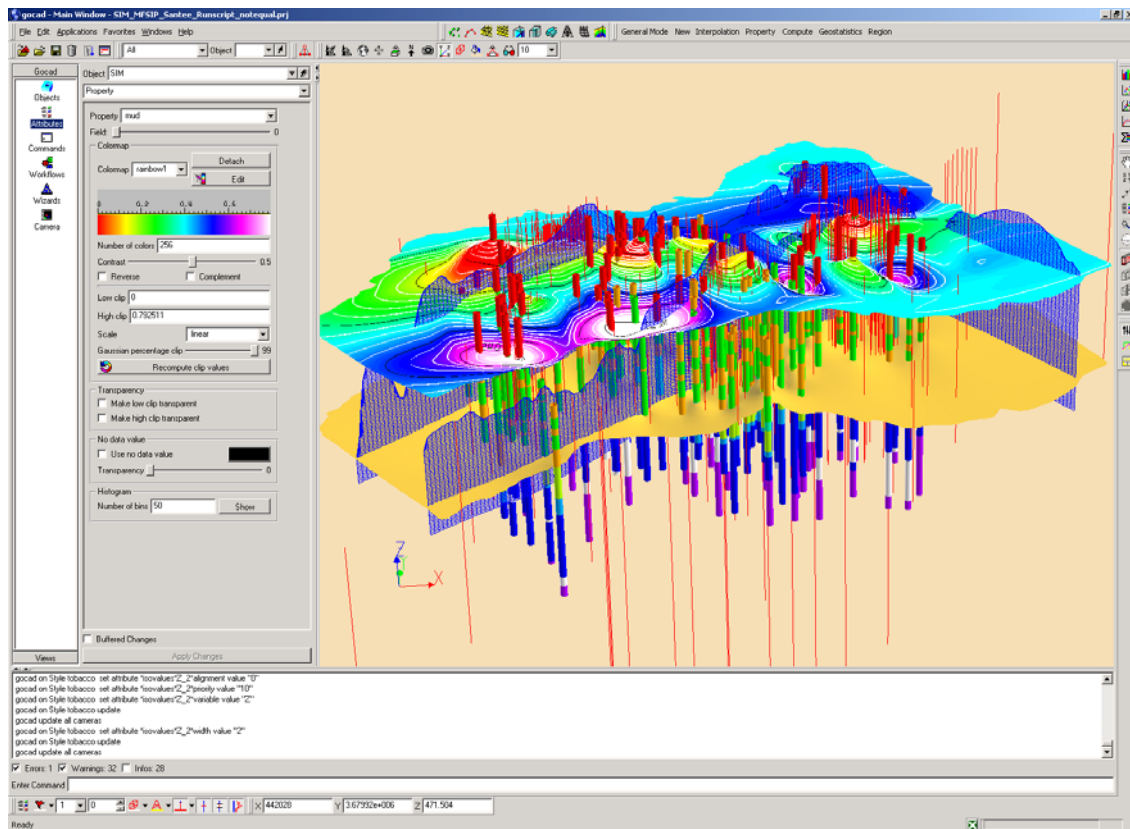 gocad - Main Window - SIM_MFSIP_Santee_Runscript_notequal.prj
File Edit Applications Favorites Windows Help
General Mode New Interpolation Property Compute Geostatistics Region
All Object 10
Gocad
Objects
Attributes
Commands
Workflows
Wizards
Camera
Views
Object SIM
Property
Property mud
Field: 0
Colormap
Colormap rainbow1 Detach
Edit
0 0.2 0.4 0.6
Number of colors 256
Contrast 0.5
Reverse Complement
Low clip 0
High clip 0.792511
Scale linear
Gaussian percentage clip 99
Recompute clip values
Transparency
Make low clip transparent
Make high clip transparent
No data value
Use no data value
Transparency 0
Histogram
Number of bins 50 Show
Buffered Changes
Apply Changes
Z
Y
X
gocad on Style tobacco set attribute "*isovalues*Z_2*alignment value "0"
gocad on Style tobacco set attribute "*isovalues*Z_2*priority value "10"
gocad on Style tobacco set attribute "*isovalues*Z_2*variable value "Z"
gocad on Style tobacco update
gocad update all cameras
gocad on Style tobacco set attribute "*isovalues*Z_2*width value "2"
gocad on Style tobacco update
gocad update all cameras
Errors: 1 Warnings: 32 Infos: 28
Enter Command
1 0 X 442028 Y 3.67992e+006 Z 471.504
Ready